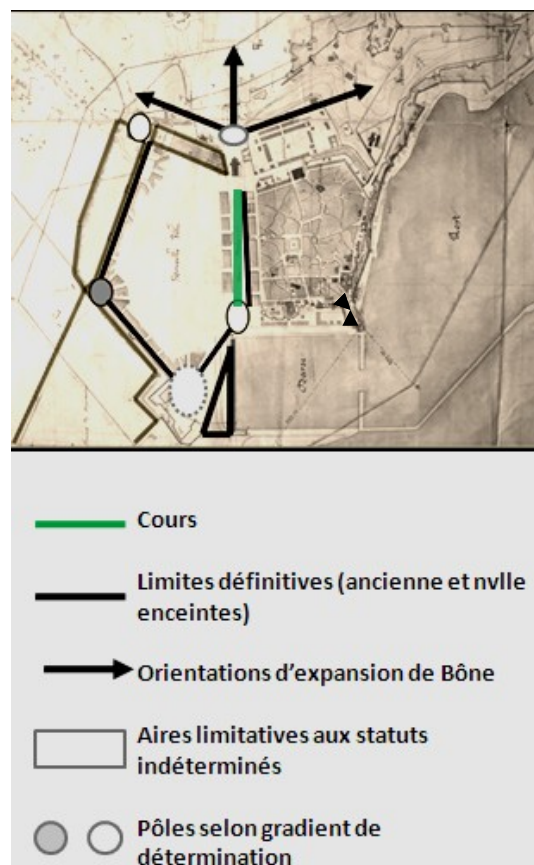 Port
Cours
Limites définitives (ancienne et nvlle
enceintes)
Orientations d'expansion de Bône
Aires limitatives aux statuts
indéterminés
Pôles selon gradient de
détermination